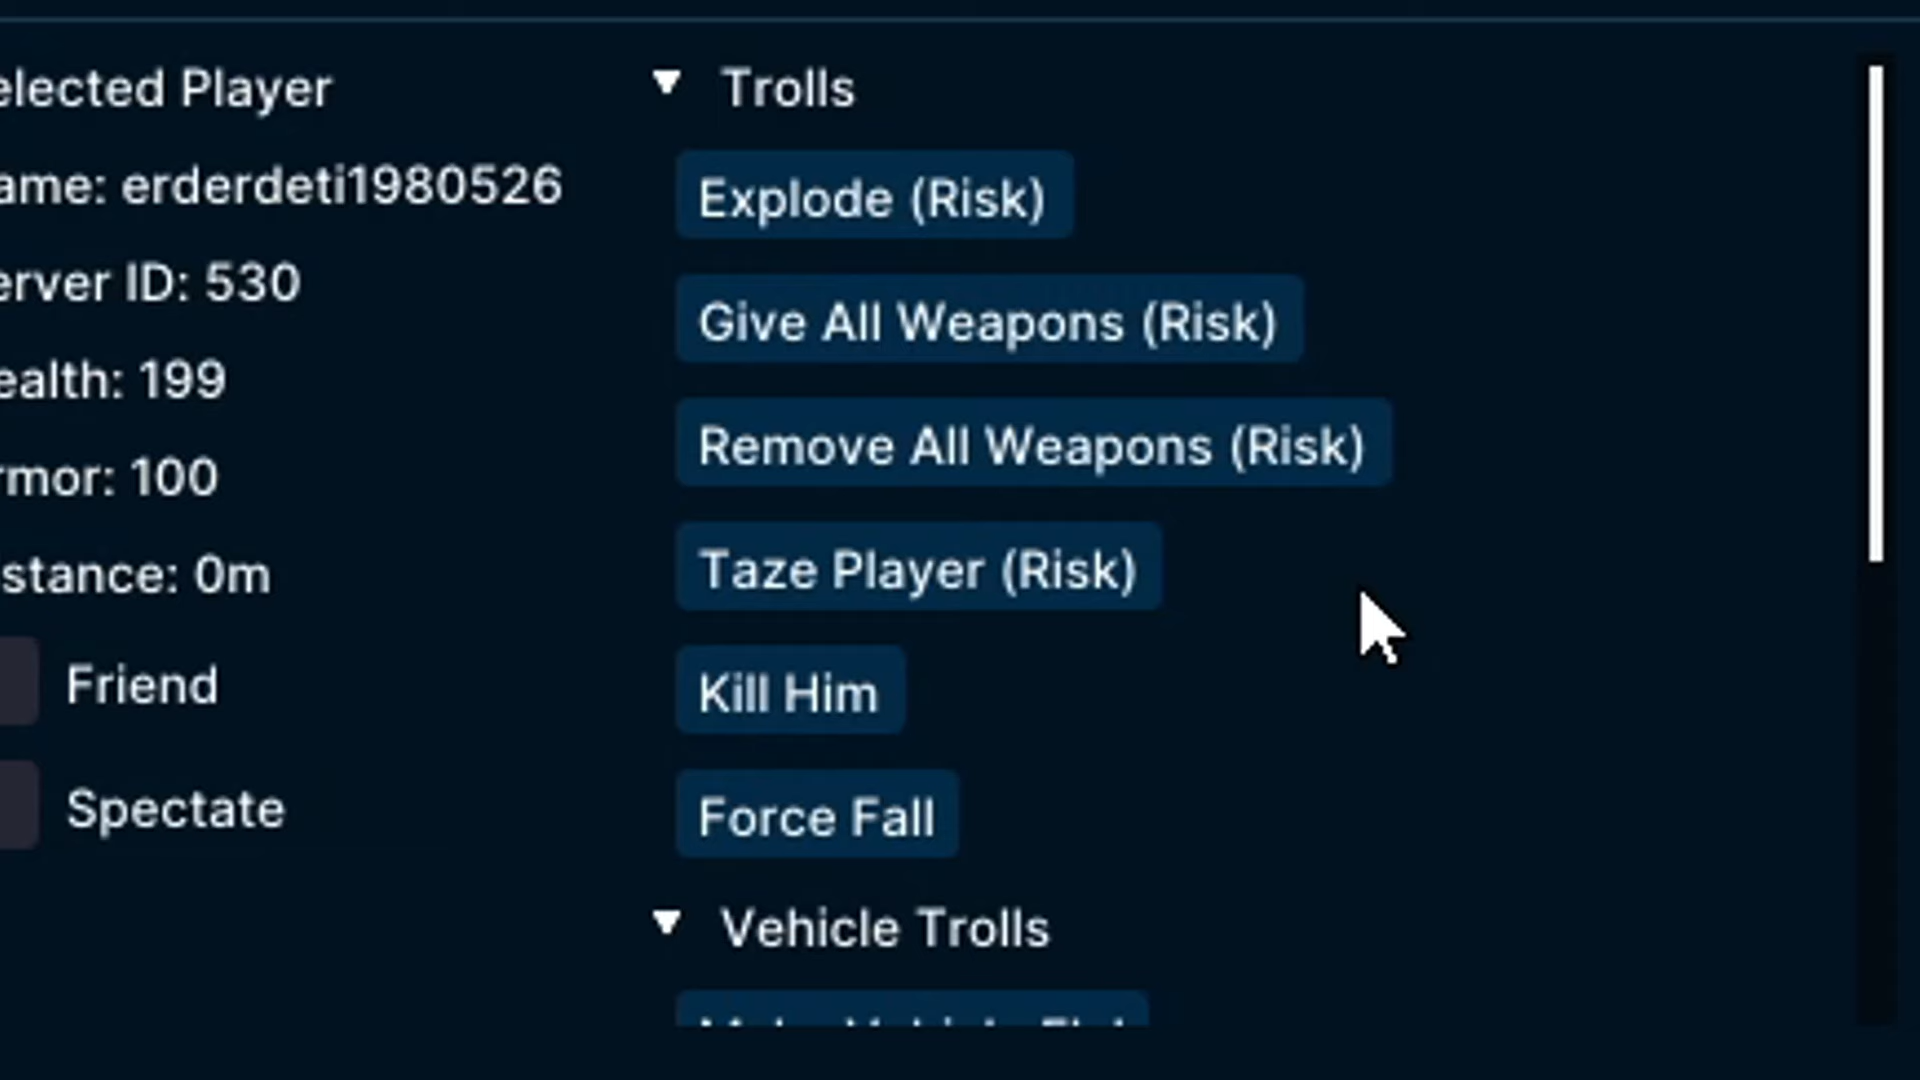 elected Player
ame: erderdeti1980526
erver ID: 530
ealth: 199
rmor: 100
stance: 0m
Friend
Spectate
Trolls
Explode (Risk)
Give All Weapons (Risk)
Remove All Weapons (Risk)
Taze Player (Risk)
Kill Him
Force Fall
Vehicle Trolls